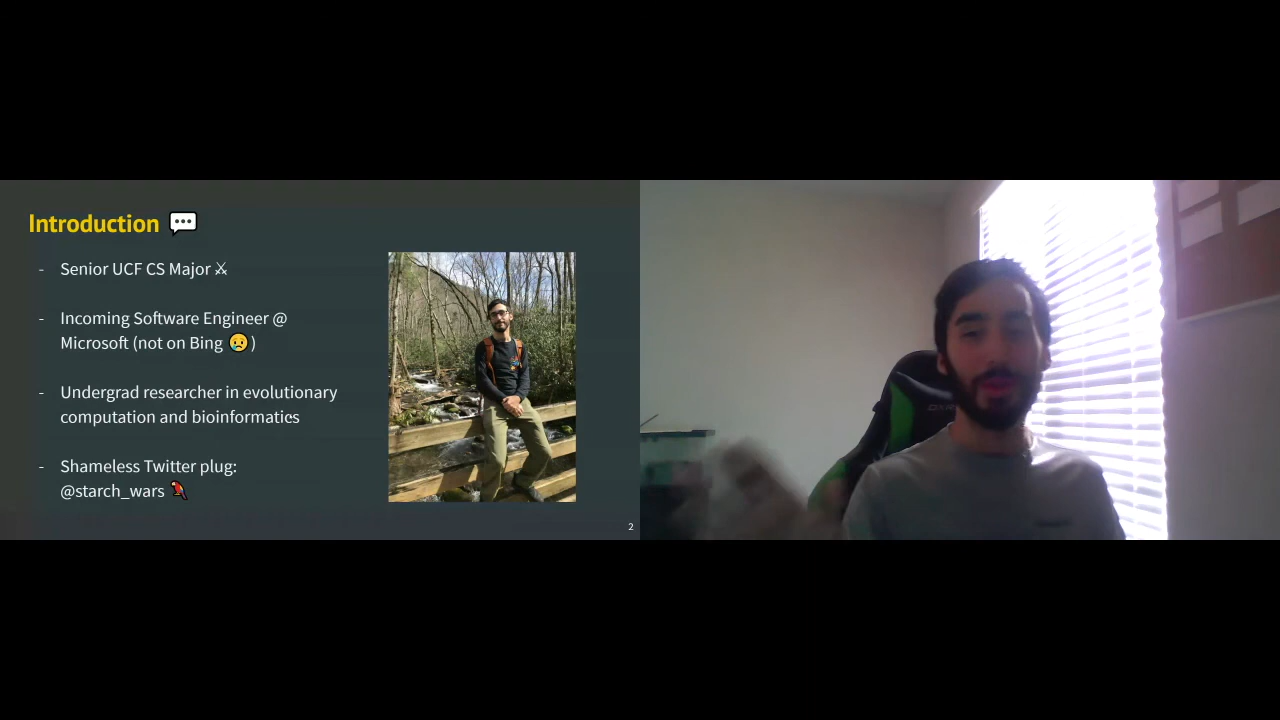 Introduction 💬
- Senior UCF CS Major ⚔
- Incoming Software Engineer @
Microsoft (not on Bing 😥)
- Undergrad researcher in evolutionary
computation and bioinformatics
- Shameless Twitter plug:
@starch_wars 🦜
2